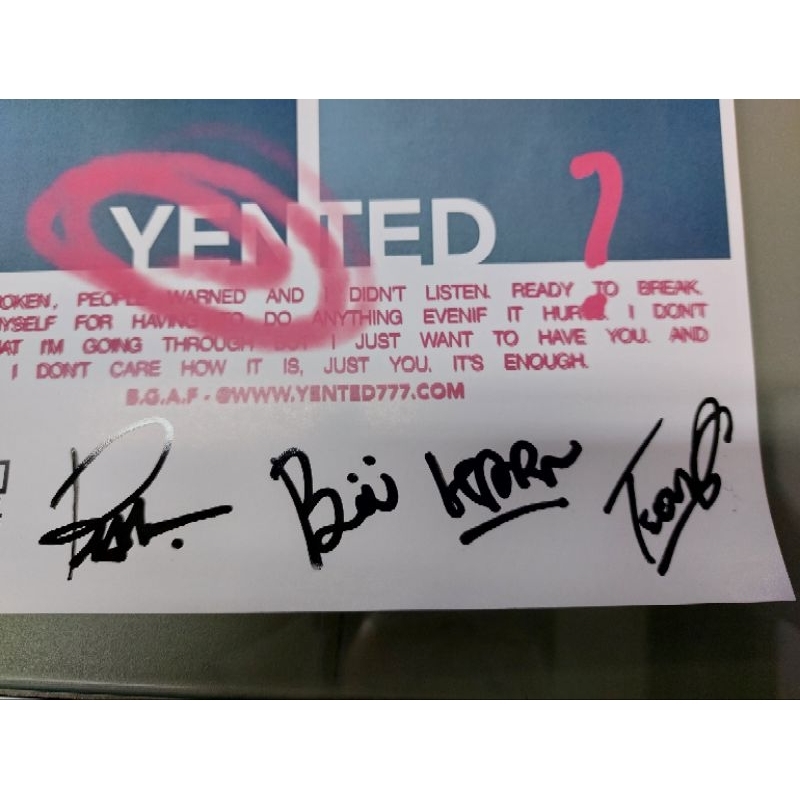 YENTED ?
OKEN, PEOPLE WARNED AND I DIDN'T LISTEN. READY TO BREAK
YSELF FOR HAVING TO DO ANYTHING EVENIF IT HURTS. I DON'T
AT I'M GOING THROUGH BUT I JUST WANT TO HAVE YOU. AND
I DON'T CARE HOW IT IS, JUST YOU. IT'S ENOUGH.
B.G.A.F - @WWW.YENTED777.COM